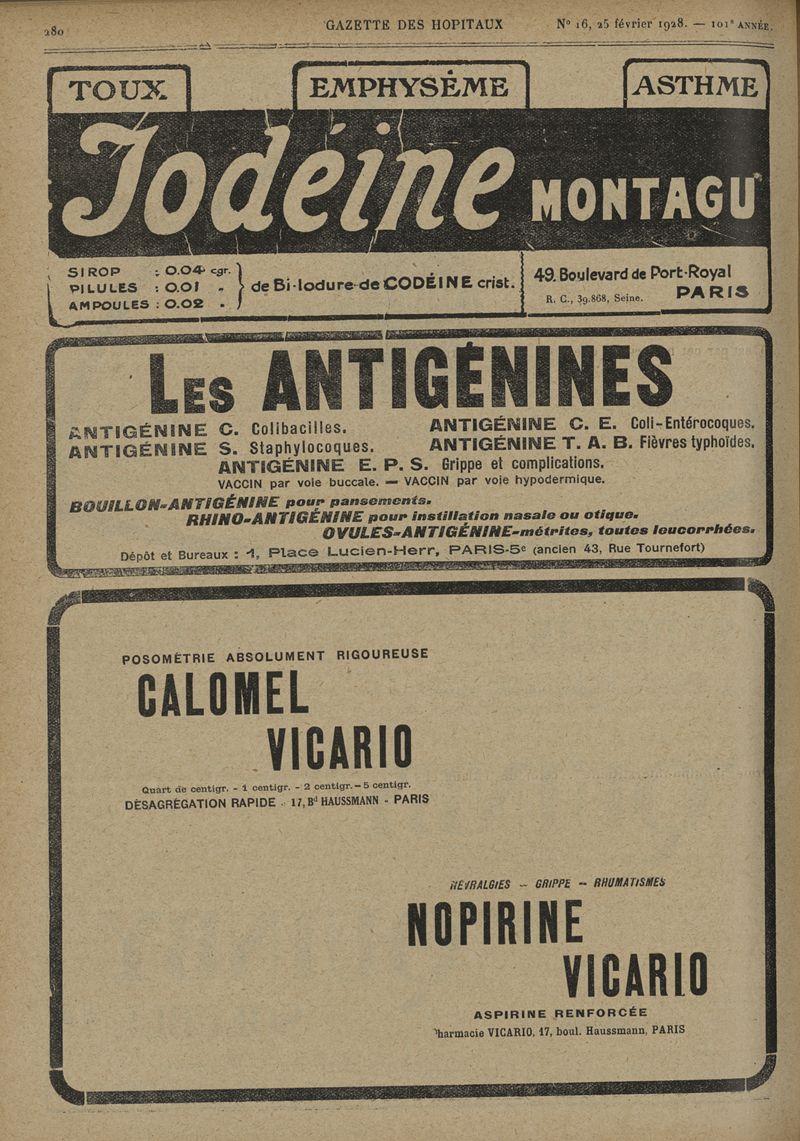 280 GAZETTE DES HOPITAUX N° 16, 25 février 1928. — 101e ANNÉE.
TOUX. EMPHYSÈME ASTHME
Iodéine MONTAGU
SIROP : 0.04 cgr.
PILULES : 0.01 "
AMPOULES : 0.02 "
de Bi-Iodure-de CODÉINE crist.
49, Boulevard de Port-Royal
PARIS
R. C., 39.868, Seine.
LES ANTIGÉNINES
ANTIGÉNINE C. Colibacilles. ANTIGÉNINE C. E. Coli-Entérocoques.
ANTIGÉNINE S. Staphylocoques. ANTIGÉNINE T. A. B. Fièvres typhoïdes.
ANTIGÉNINE E. P. S. Grippe et complications.
VACCIN par voie buccale. — VACCIN par voie hypodermique.
BOUILLON-ANTIGÉNINE pour pansements.
RHINO-ANTIGÉNINE pour instillation nasale ou otique.
OVULES-ANTIGÉNINE-métrites, toutes leucorrhées.
Dépôt et Bureaux : 1, Place Lucien-Herr, PARIS-5e (ancien 43, Rue Tournefort)
POSOMÉTRIE ABSOLUMENT RIGOUREUSE
CALOMEL
VICARIO
Quart de centigr. - 1 centigr. - 2 centigr. - 5 centigr.
DÉSAGRÉGATION RAPIDE - 17, Bd HAUSSMANN - PARIS
NÉVRALGIES - GRIPPE - RHUMATISMES
NOPIRINE
VICARIO
ASPIRINE RENFORCÉE
Pharmacie VICARIO, 17, boul. Haussmann, PARIS